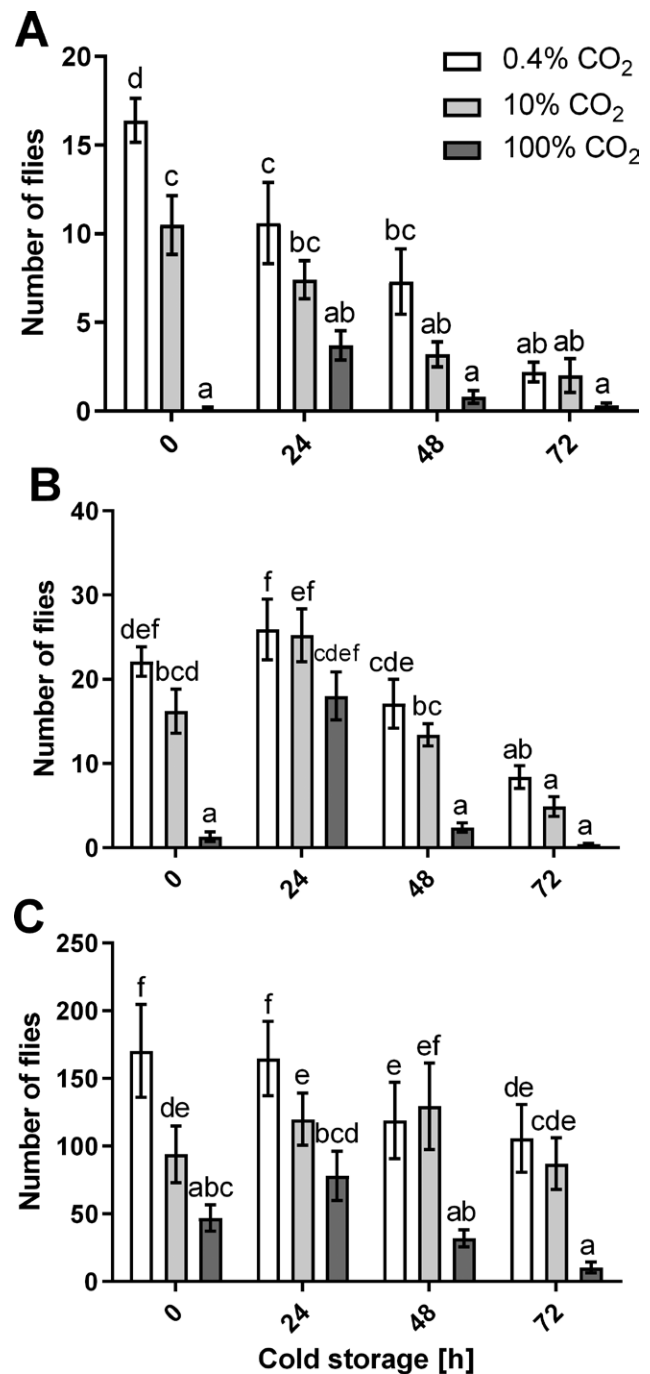 A
20
15
10
5
0
Number of flies
0.4% CO₂
10% CO₂
100% CO₂
d
c
a
c
bc
ab
bc
ab
a
ab
ab
a
0
24
48
72
B
40
30
20
10
0
Number of flies
def
bcd
a
f
ef
cdef
cde
bc
a
ab
a
a
0
24
48
72
C
250
200
150
100
50
0
Number of flies
f
de
abc
f
e
bcd
e
ef
ab
de
cde
a
0
24
48
72
Cold storage [h]